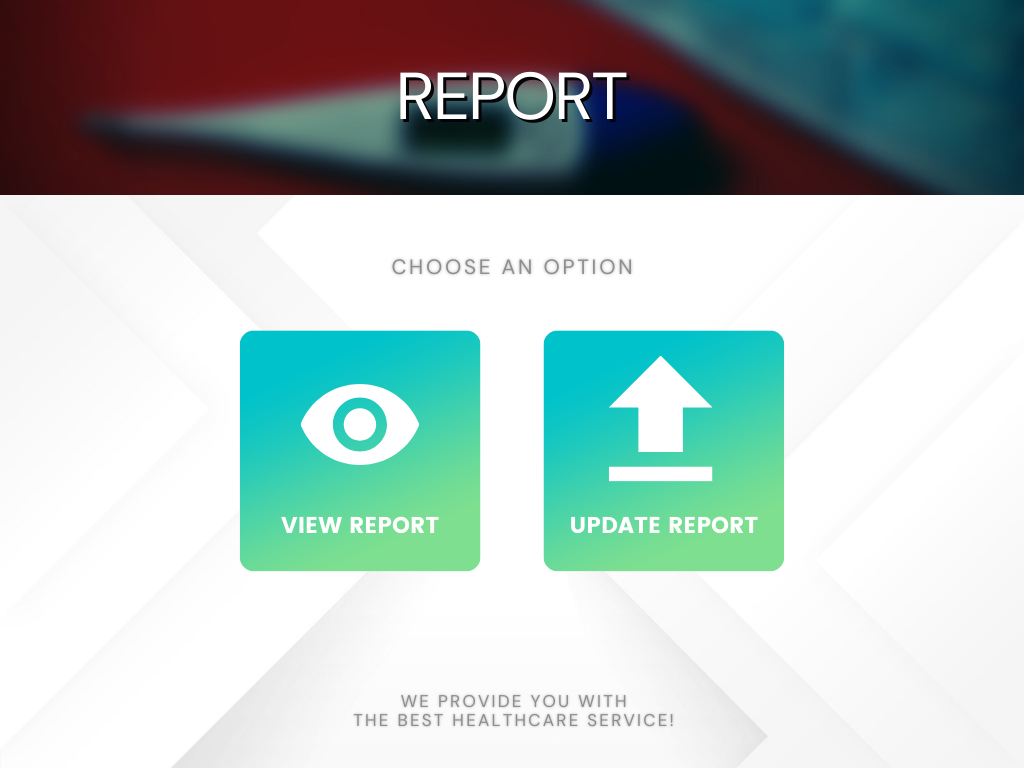 REPORT
CHOOSE AN OPTION
VIEW REPORT
UPDATE REPORT
WE PROVIDE YOU WITH
THE BEST HEALTHCARE SERVICE!